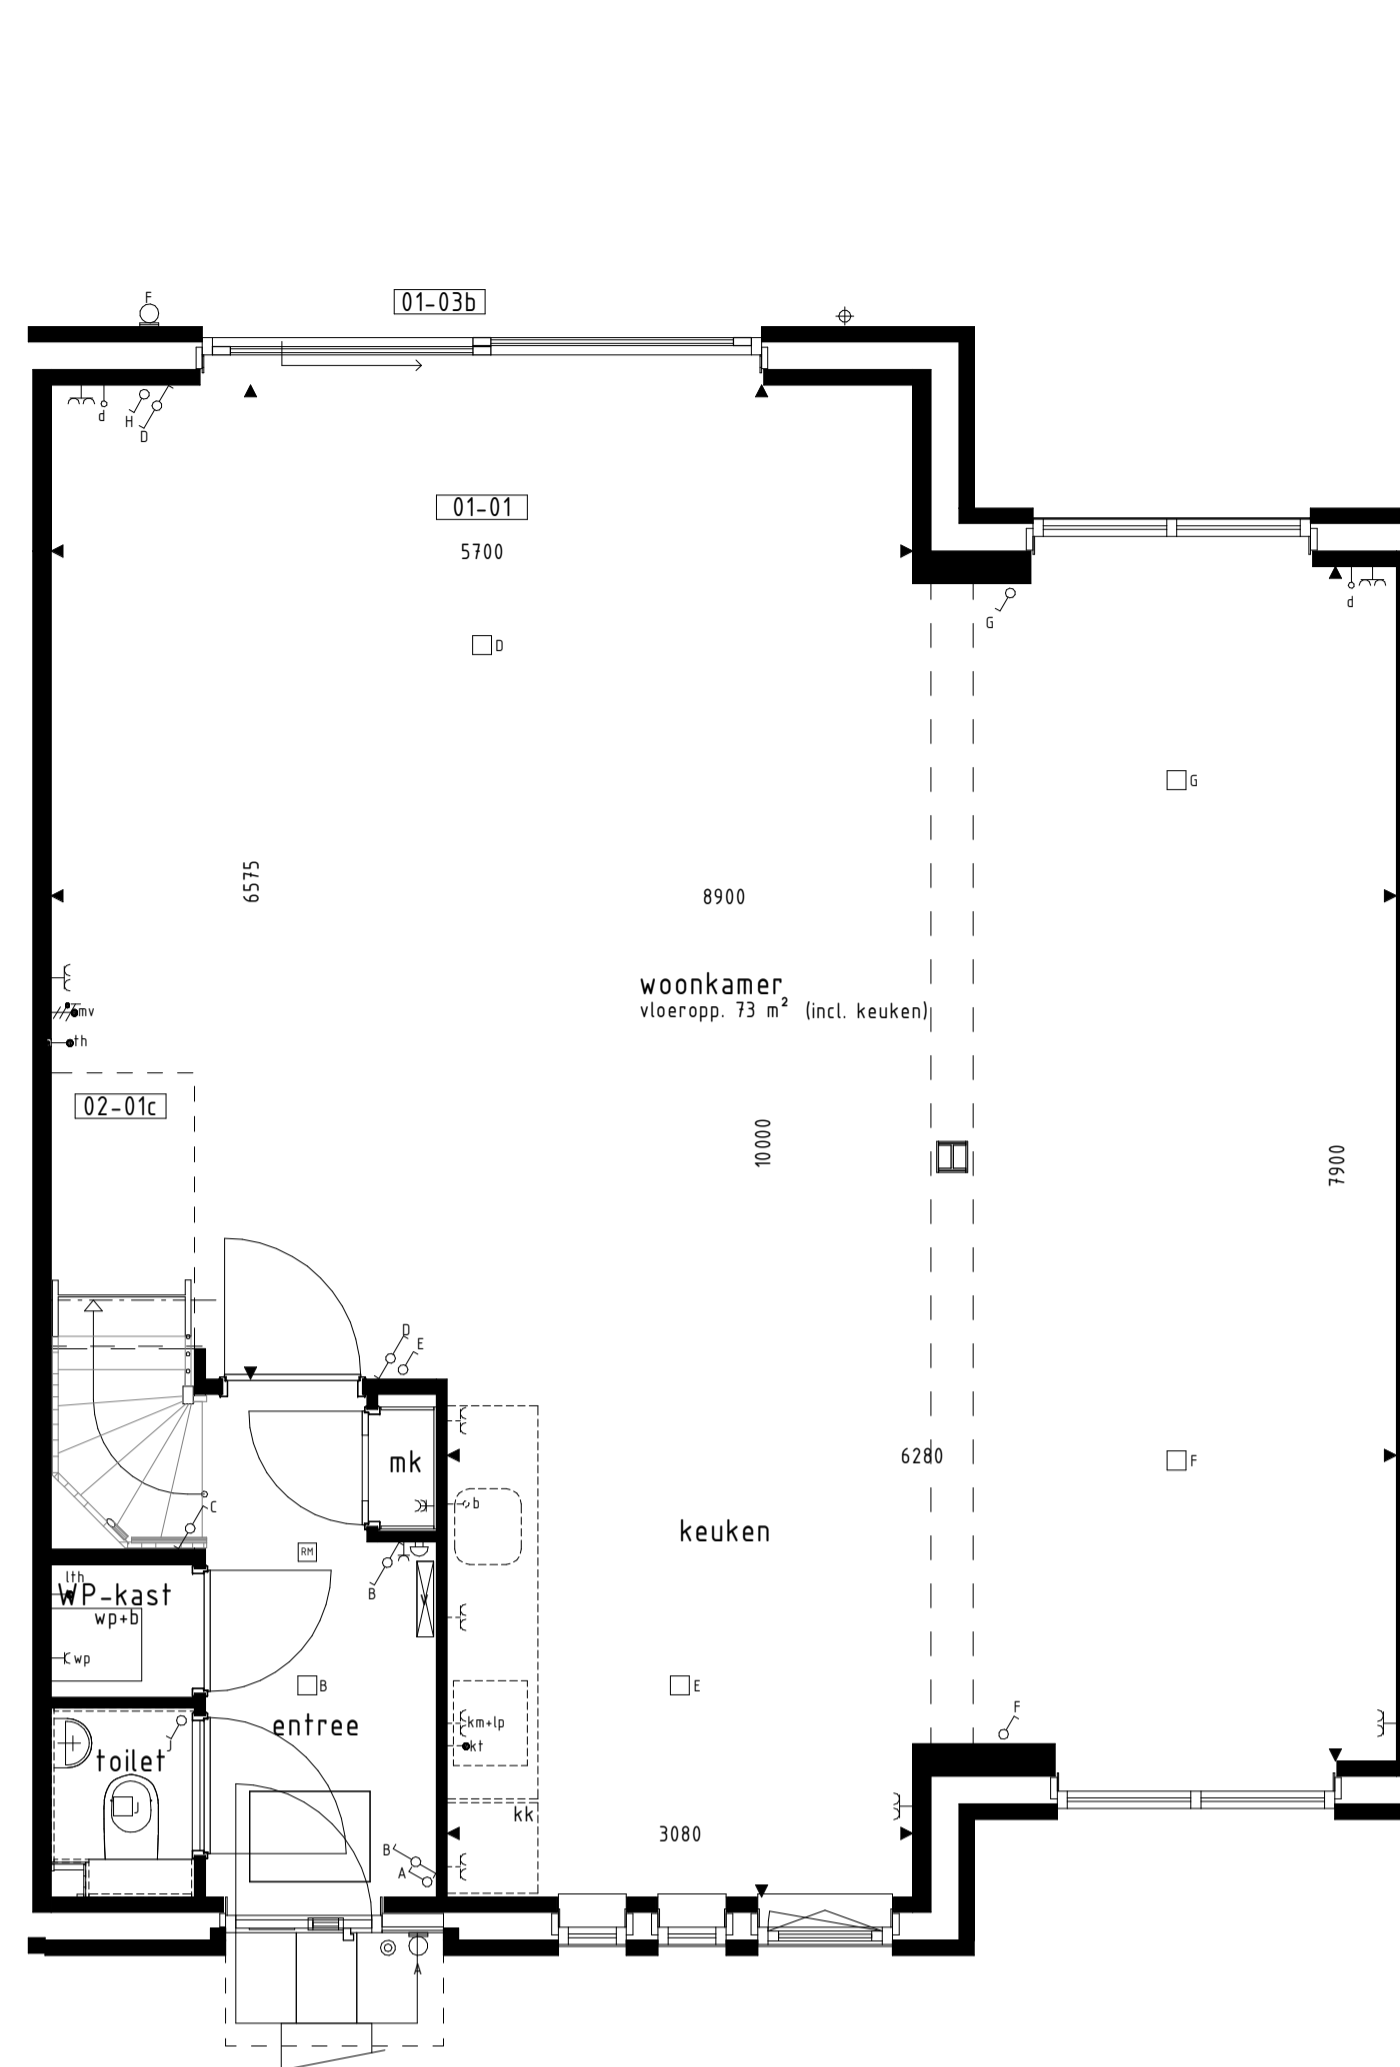 F
01-03b
d
H
D
01-01
5700
d
G
D
G
6575
8900
woonkamer
vloeropp. 73 m² (incl. keuken)
mv
th
02-01c
10000
7900
D
E
6280
F
mk
b
C
keuken
RM
lth
WP-kast
wp+b
B
wp
B
E
entree
km+lp
kt
F
toilet
J
J
kk
3080
B
A
A